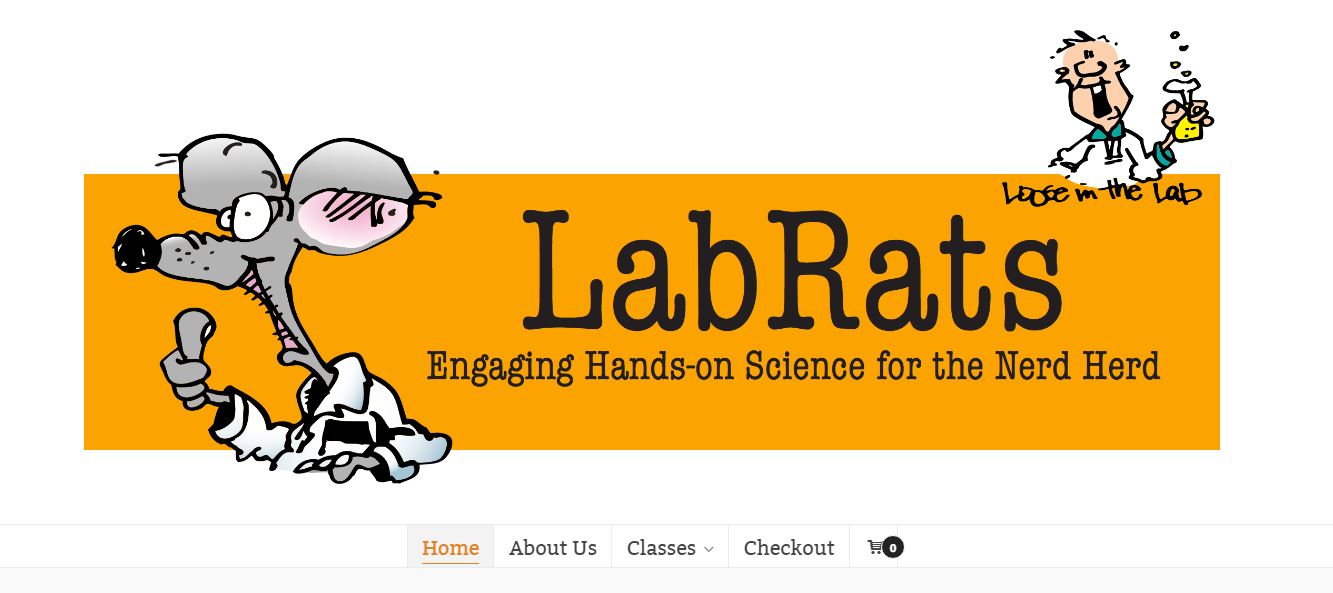 Loose in the Lab
LabRats
Engaging Hands-on Science for the Nerd Herd
Home About Us Classes Checkout 0